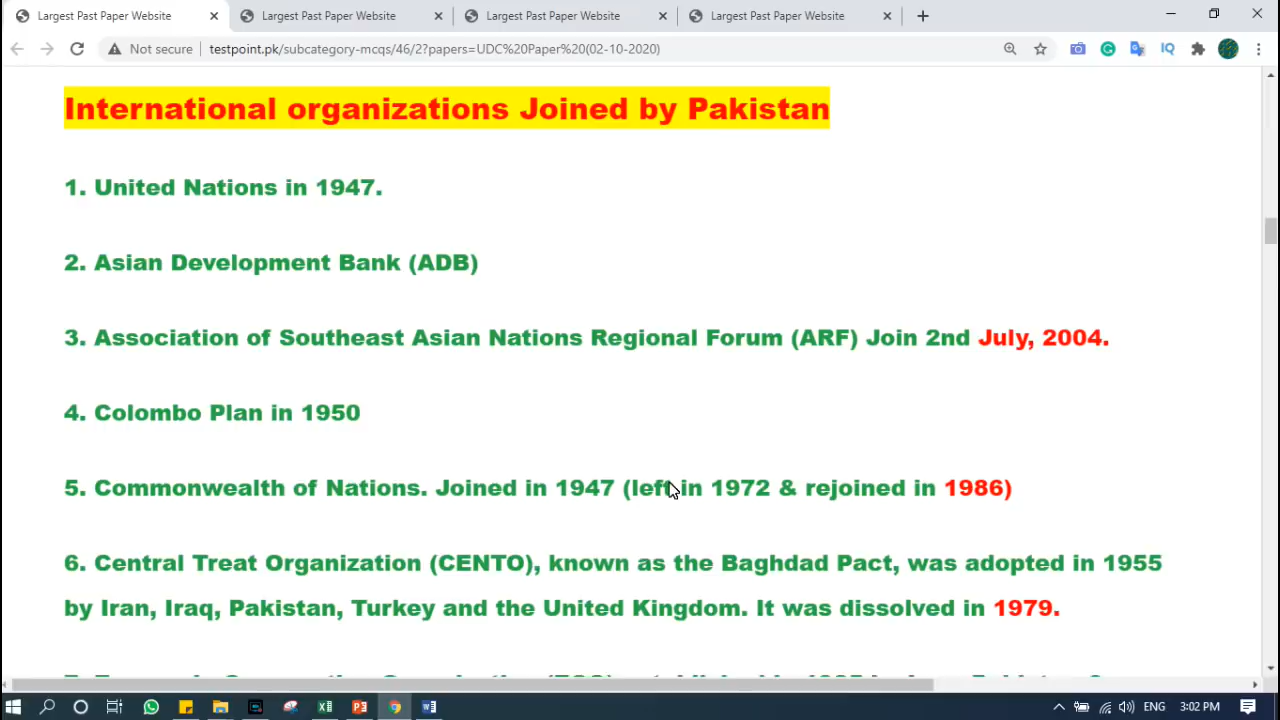 Largest Past Paper Website
Largest Past Paper Website
Largest Past Paper Website
Largest Past Paper Website
Not secure
testpoint.pk/subcategory-mcqs/46/2?papers=UDC%20Paper%20(02-10-2020)
IQ
International organizations Joined by Pakistan
1. United Nations in 1947.
2. Asian Development Bank (ADB)
3. Association of Southeast Asian Nations Regional Forum (ARF) Join 2nd July, 2004.
4. Colombo Plan in 1950
5. Commonwealth of Nations. Joined in 1947 (left in 1972 & rejoined in 1986)
6. Central Treat Organization (CENTO), known as the Baghdad Pact, was adopted in 1955
by Iran, Iraq, Pakistan, Turkey and the United Kingdom. It was dissolved in 1979.
ENG
3:02 PM